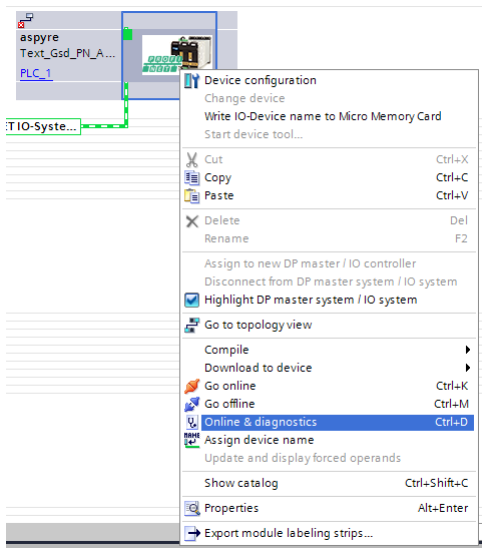 aspyre
Text_Gsd_PN_A...
PLC_1
ET IO-Syste...
Device configuration
Change device
Write IO-Device name to Micro Memory Card
Start device tool...
Cut Ctrl+X
Copy Ctrl+C
Paste Ctrl+V
Delete Del
Rename F2
Assign to new DP master / IO controller
Disconnect from DP master system / IO system
Highlight DP master system / IO system
Go to topology view
Compile
Download to device
Go online Ctrl+K
Go offline Ctrl+M
Online & diagnostics Ctrl+D
NAME
Assign device name
Update and display forced operands
Show catalog Ctrl+Shift+C
Properties Alt+Enter
Export module labeling strips...